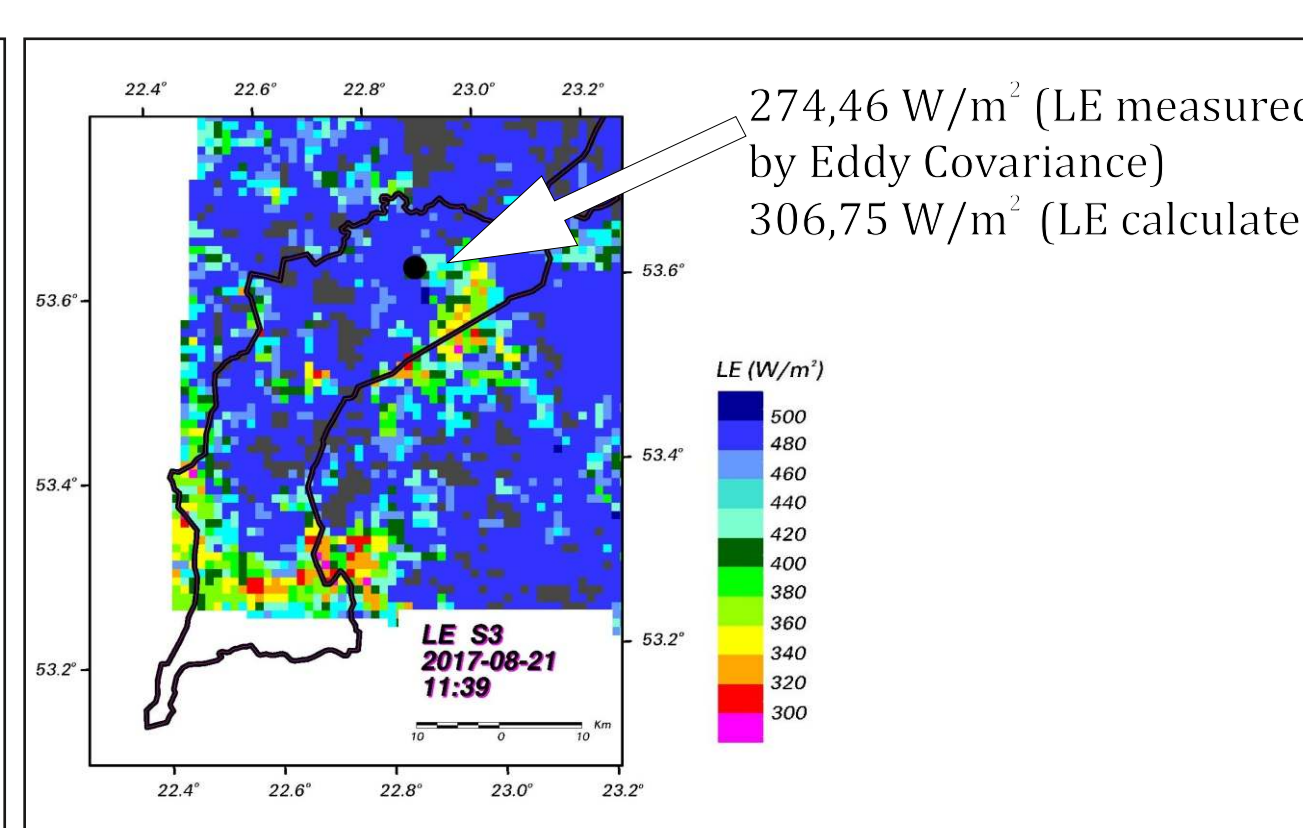 22.4° 22.6° 22.8° 23.0° 23.2°
274,46 W/m² (LE measured
by Eddy Covariance)
306,75 W/m² (LE calculate
53.6° 53.6°
53.4° 53.4°
53.2° 53.2°
LE (W/m²)
500
480
460
440
420
400
380
360
340
320
300
LE S3
2017-08-21
11:39
10 0 10 Km
22.4° 22.6° 22.8° 23.0° 23.2°